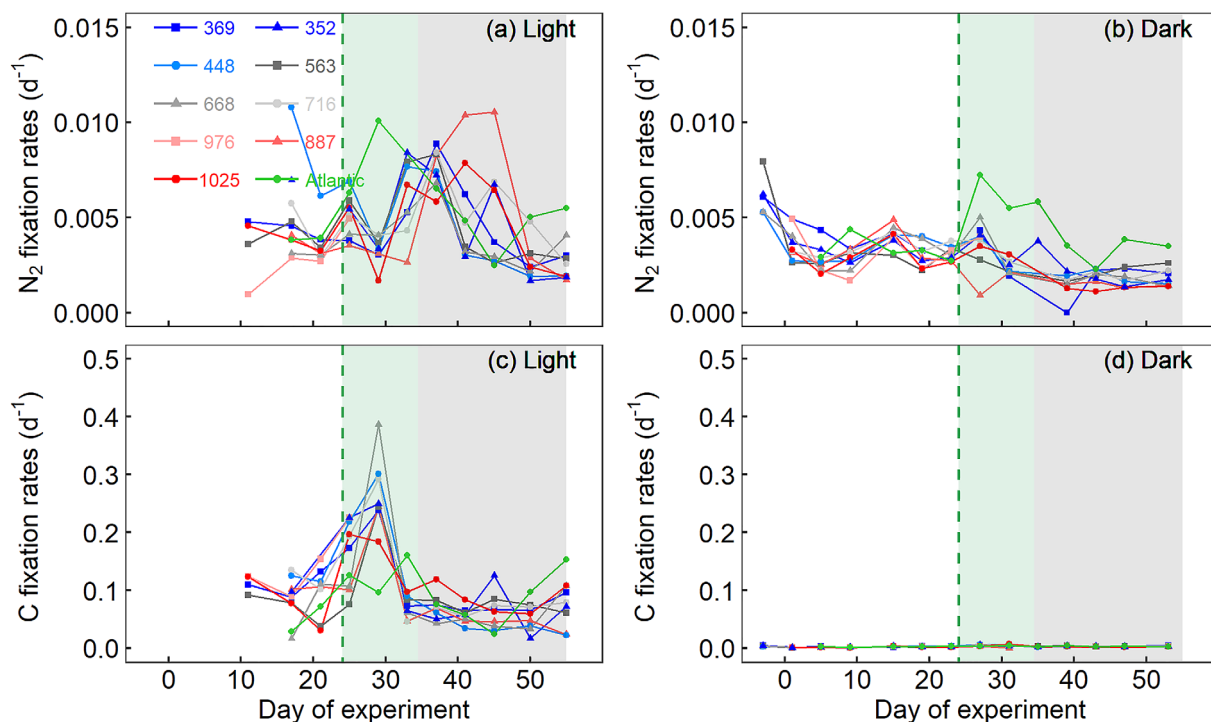 (a) Light
(b) Dark
N₂ fixation rates (d⁻¹)
0.015
0.010
0.005
0.000
369 352
448 563
668 716
976 887
1025 Atlantic
0.015
0.010
0.005
0.000
N₂ fixation rates (d⁻¹)
(c) Light
(d) Dark
C fixation rates (d⁻¹)
0.5
0.4
0.3
0.2
0.1
0.0
0.5
0.4
0.3
0.2
0.1
0.0
C fixation rates (d⁻¹)
0 10 20 30 40 50
0 10 20 30 40 50
Day of experiment
Day of experiment